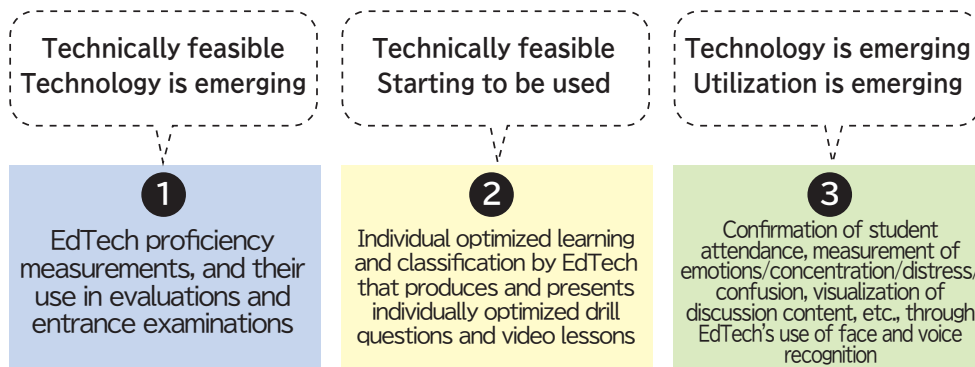 Technically feasible
Technology is emerging
Technically feasible
Starting to be used
Technology is emerging
Utilization is emerging
1
EdTech proficiency
measurements, and their
use in evaluations and
entrance examinations
2
Individual optimized learning
and classification by EdTech
that produces and presents
individually optimized drill
questions and video lessons
3
Confirmation of student
attendance, measurement of
emotions/concentration/distress/
confusion, visualization of
discussion content, etc., through
EdTech's use of face and voice
recognition